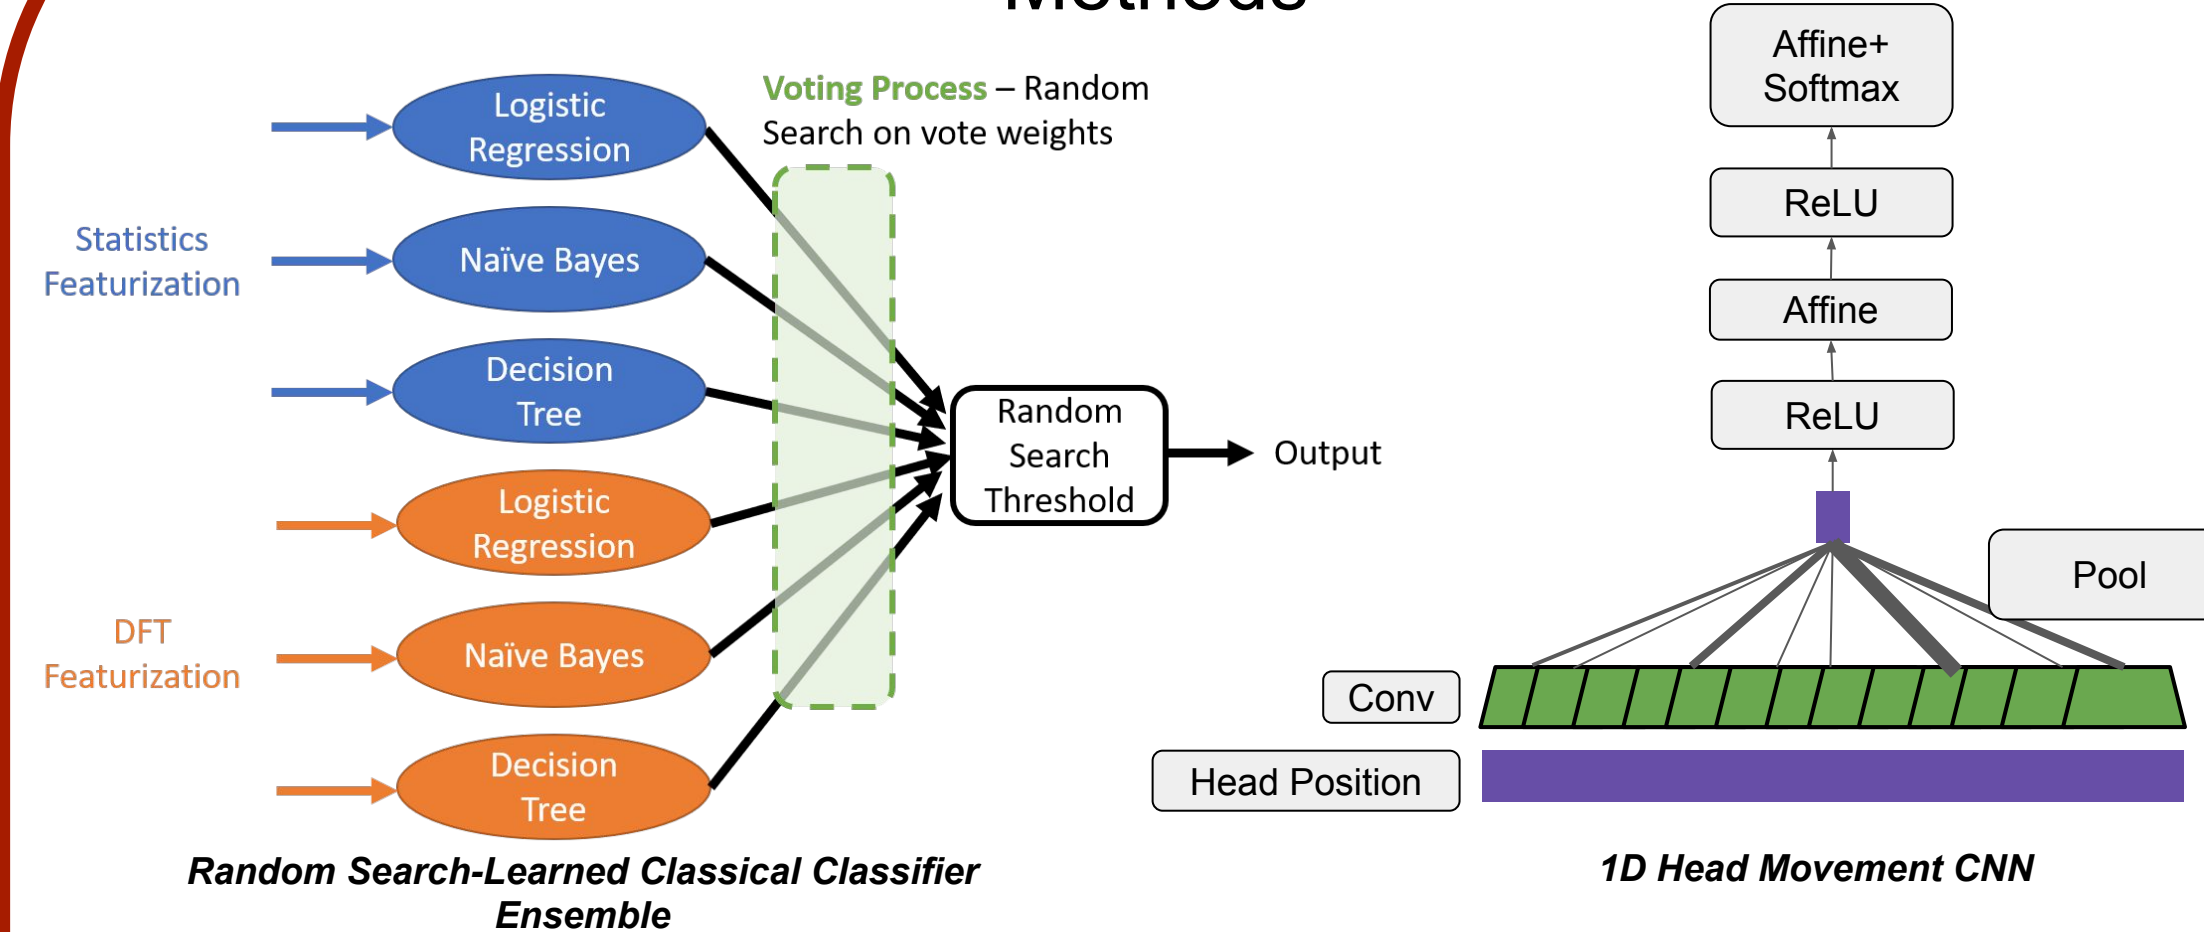 Methods
Voting Process – Random
Search on vote weights
Statistics
Featurization
Logistic
Regression
Naïve Bayes
Decision
Tree
DFT
Featurization
Logistic
Regression
Naïve Bayes
Decision
Tree
Random
Search
Threshold
Output
Random Search-Learned Classical Classifier
Ensemble
Affine+
Softmax
ReLU
Affine
ReLU
Pool
Conv
Head Position
1D Head Movement CNN